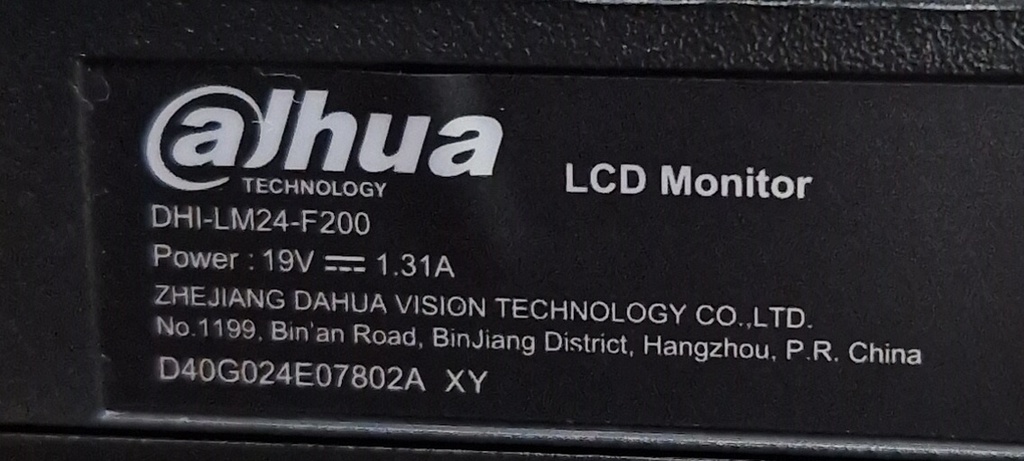 alhua
TECHNOLOGY
LCD Monitor
DHI-LM24-F200
Power : 19V ⎓ 1.31A
ZHEJIANG DAHUA VISION TECHNOLOGY CO.,LTD.
No.1199, Bin'an Road, BinJiang District, Hangzhou, P.R. China
D40G024E07802A XY